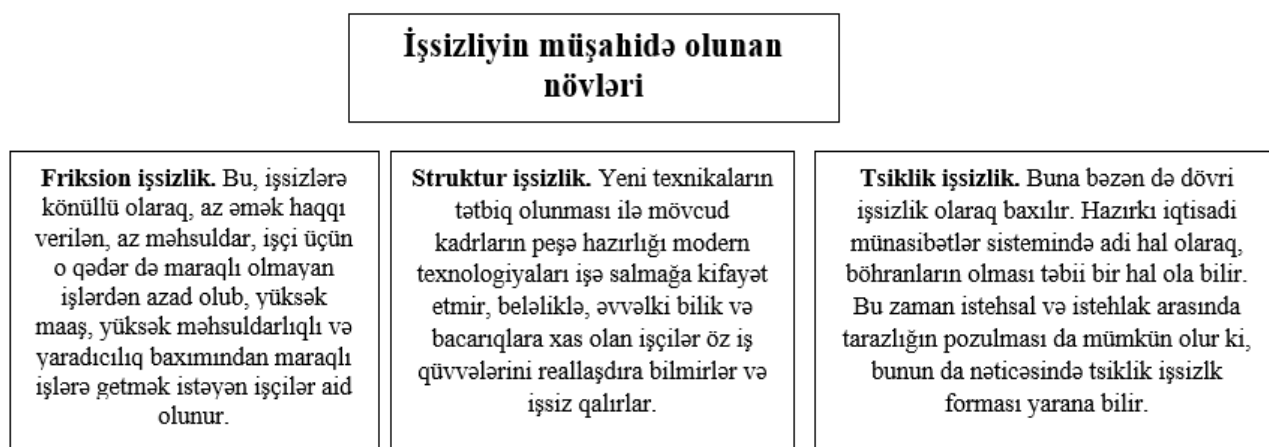 İşsizliyin müşahidə olunan
növləri
Friksion işsizlik. Bu, işsizlərə
könüllü olaraq, az əmək haqqı
verilən, az məhsuldar, işçi üçün
o qədər də maraqlı olmayan
işlərdən azad olub, yüksək
maaş, yüksək məhsuldarlıqlı və
yaradıcılıq baxımından maraqlı
işlərə getmək istəyən işçilər aid
olunur.
Struktur işsizlik. Yeni texnikaların
tətbiq olunması ilə mövcud
kadrların peşə hazırlığı modern
texnologiyaları işə salmağa kifayət
etmir, beləliklə, əvvəlki bilik və
bacarıqlara xas olan işçilər öz iş
qüvvələrini reallaşdıra bilmirlər və
işsiz qalırlar.
Tsiklik işsizlik. Buna bəzən də dövri
işsizlik olaraq baxılır. Hazırkı iqtisadi
münasibətlər sistemində adi hal olaraq,
böhranların olması təbii bir hal ola bilir.
Bu zaman istehsal və istehlak arasında
tarazlığın pozulması da mümkün olur ki,
bunun da nəticəsində tsiklik işsizlk
forması yarana bilir.